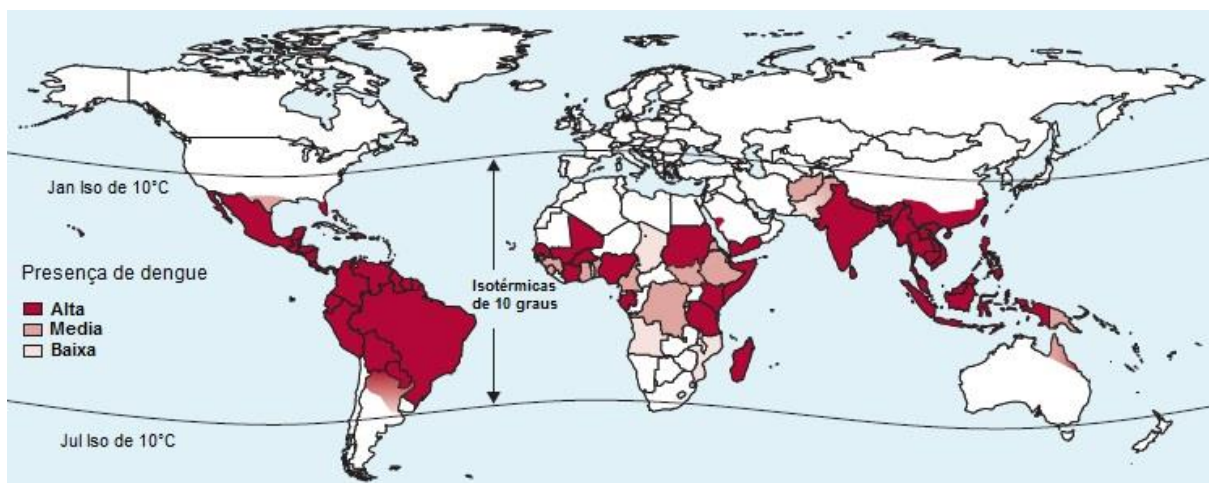 Jan Iso de 10°C
Presença de dengue
Alta
Media
Baixa
Isotérmicas
de 10 graus
Jul Iso de 10°C